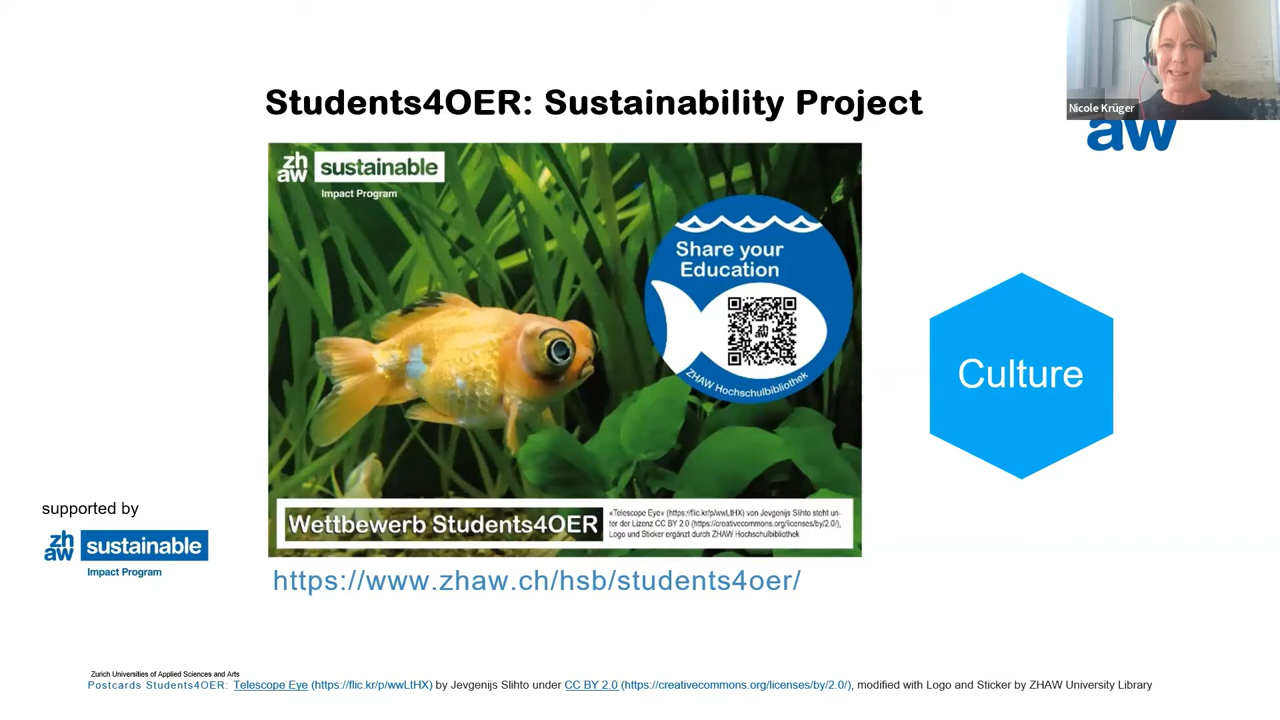 Nicole Krüger
aw
Students4OER: Sustainability Project
zh
aw
sustainable
Impact Program
Share your
Education
zh
aw
ZHAW Hochschulbibliothek
Culture
Wettbewerb Students4OER
«Telescope Eye» (https://flic.kr/p/wwLtHX) von Jevgenijs Slihto steht un-
ter der Lizenz CC BY 2.0 (https://creativecommons.org/licenses/by/2.0/),
Logo und Sticker ergänzt durch ZHAW Hochschulbibliothek
supported by
zh
aw
sustainable
Impact Program
https://www.zhaw.ch/hsb/students4oer/
Zurich Universities of Applied Sciences and Arts
Postcards Students4OER: Telescope Eye (https://flic.kr/p/wwLtHX) by Jevgenijs Slihto under CC BY 2.0 (https://creativecommons.org/licenses/by/2.0/), modified with Logo and Sticker by ZHAW University Library